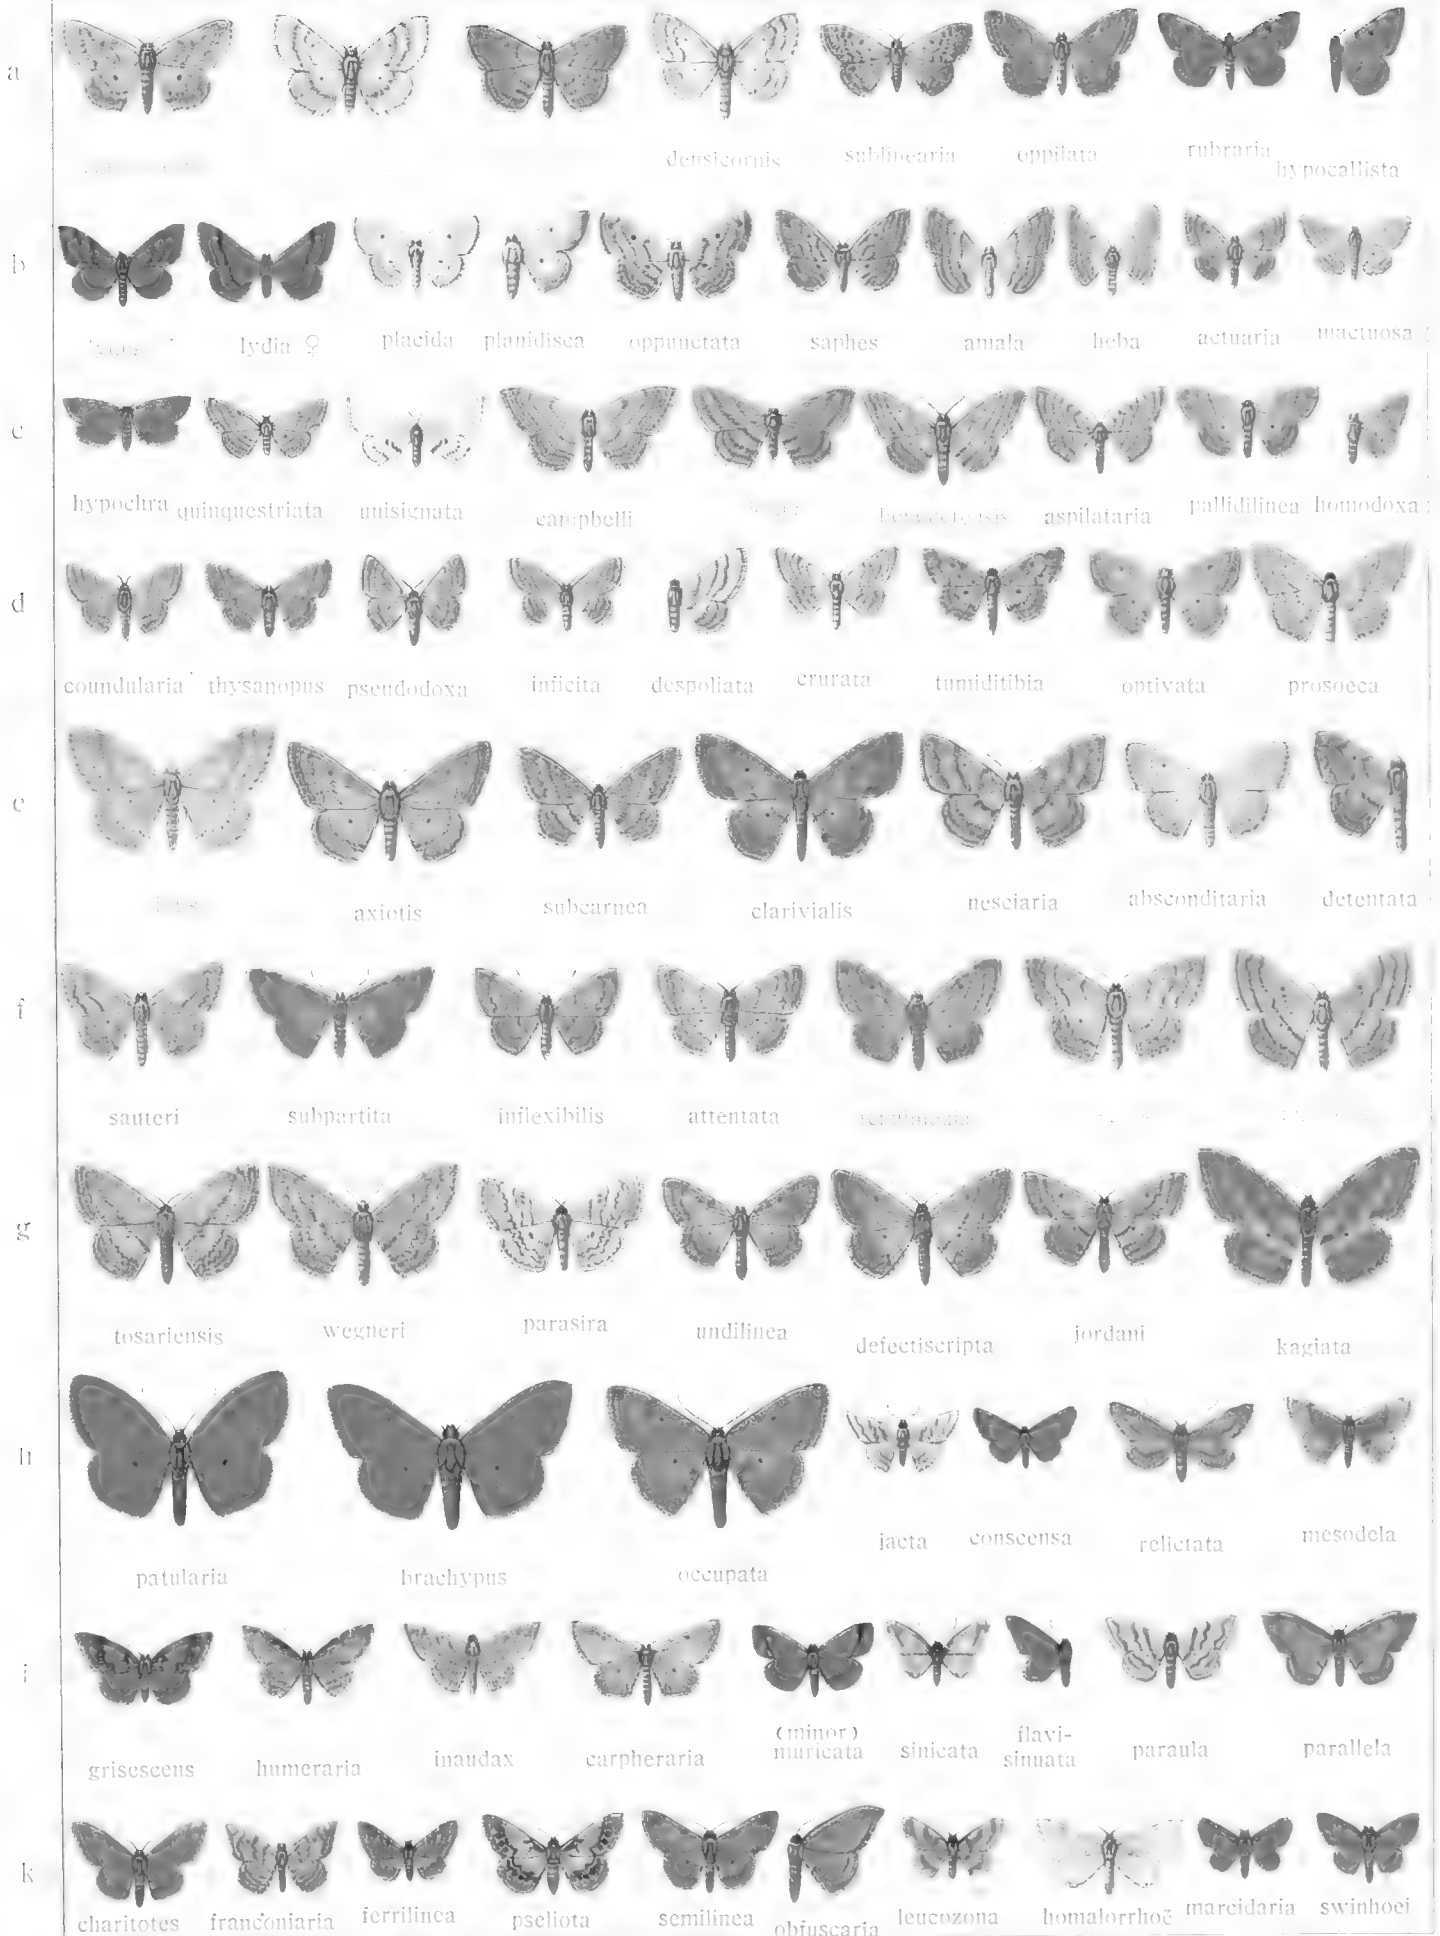 a
densicornis sublinearia oppilata rubraria hypocallista
b
lydia ♀ placida planidisca oppunctata saphes amala heba actuaria mactuosa
c
hypochra quinquestriata unisignata campbelli aspilataria pallidilinea homodoxa
d
coundularia thysanopus pseudodoxa inficita despoliata crurata tumiditibia optivata prosoeca
e
axiotis subcarnea clarivialis nesciaria absconditaria detentata
f
sauteri subpartita inflexibilis attentata
g
tosariensis wegneri parasira undilinea defectiscripta jordani kagiata
h
patularia brachypus occupata jacta conscensa relictata mesodela
i
grisescens humeraria inaudax carpheraria (minor) muricata sinicata flavi-sinuata paraula parallela
k
charitotes franconiaria ferrilinea pseliota semilinea obfuscaria leucozona homalorrhoë marcidaria swinhoei